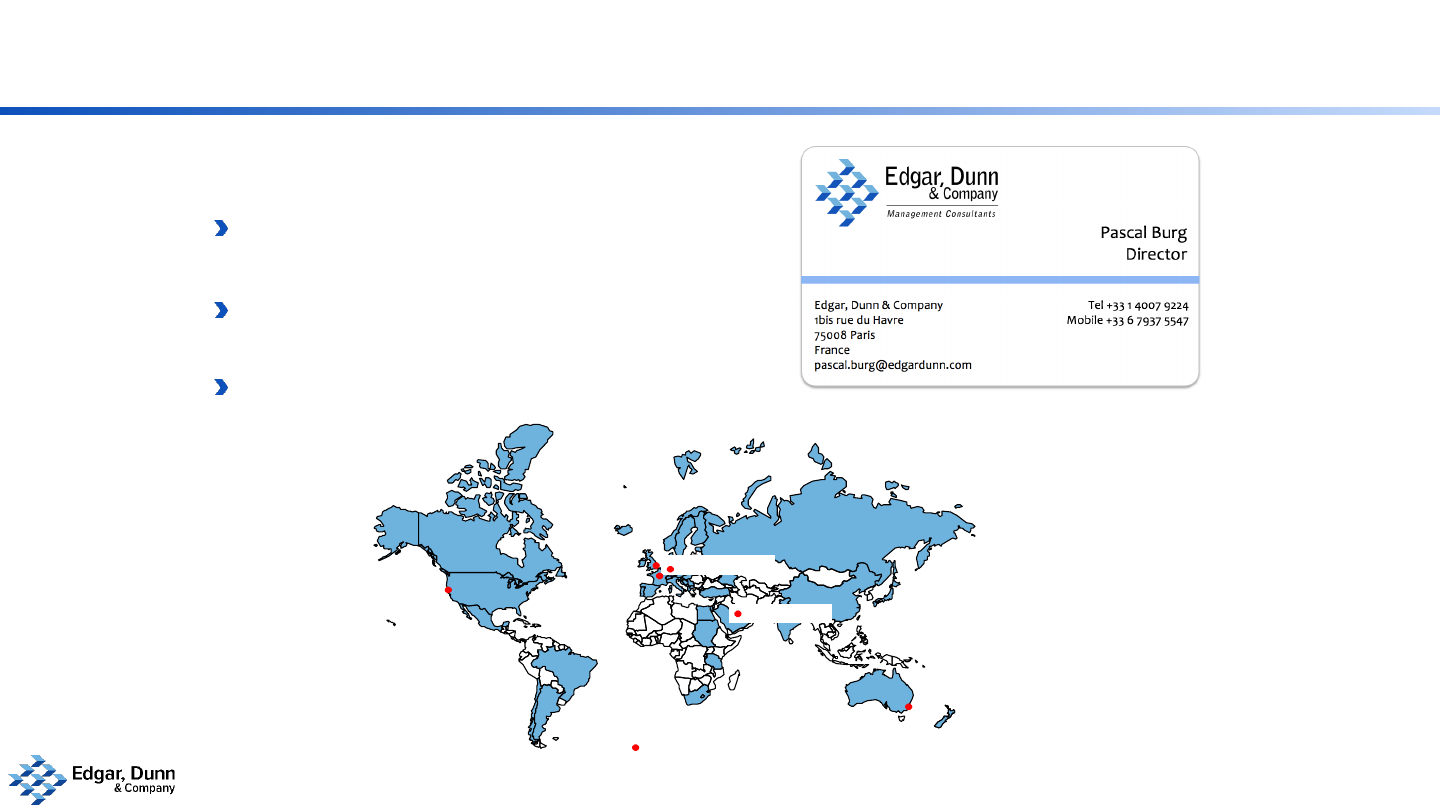 Edgar, Dunn
& Company
Management Consultants
Pascal Burg
Director
Edgar, Dunn & Company
1bis rue du Havre
75008 Paris
France
pascal.burg@edgardunn.com
Tel +33 1 4007 9224
Mobile +33 6 7937 5547
Edgar, Dunn
& Company